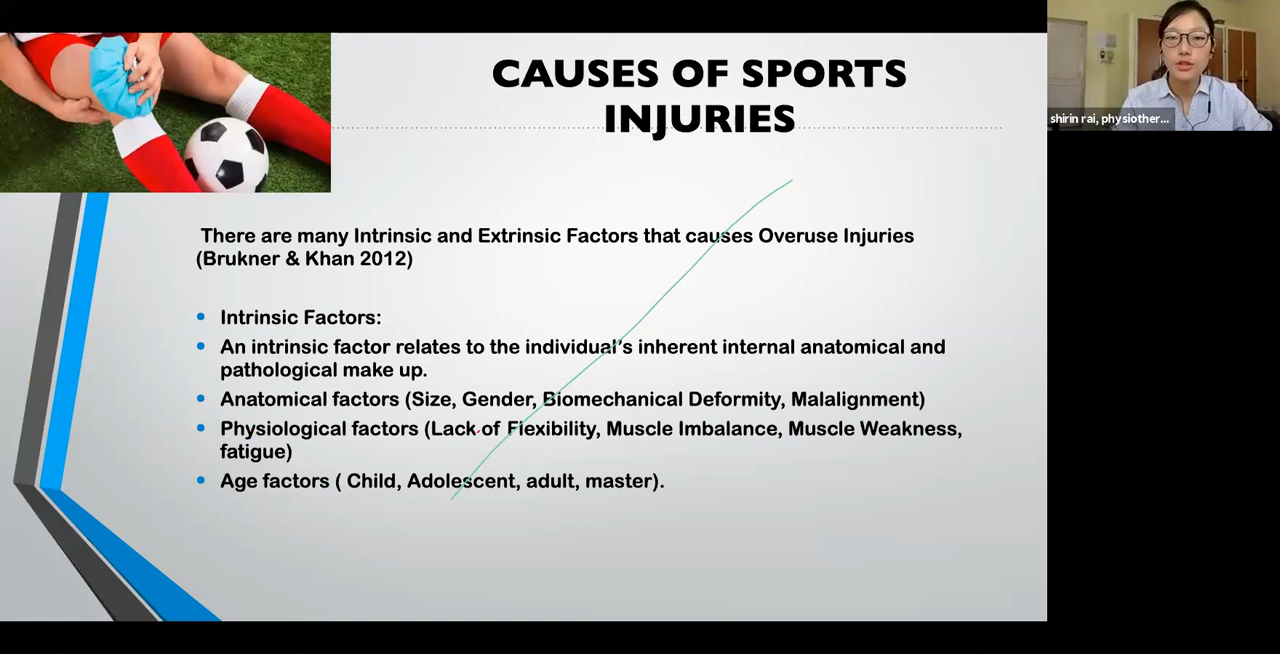 CAUSES OF SPORTS
INJURIES
shirin rai, physiother...
There are many Intrinsic and Extrinsic Factors that causes Overuse Injuries
(Brukner & Khan 2012)
• Intrinsic Factors:
• An intrinsic factor relates to the individual's inherent internal anatomical and
pathological make up.
• Anatomical factors (Size, Gender, Biomechanical Deformity, Malalignment)
• Physiological factors (Lack of Flexibility, Muscle Imbalance, Muscle Weakness,
fatigue)
• Age factors ( Child, Adolescent, adult, master).